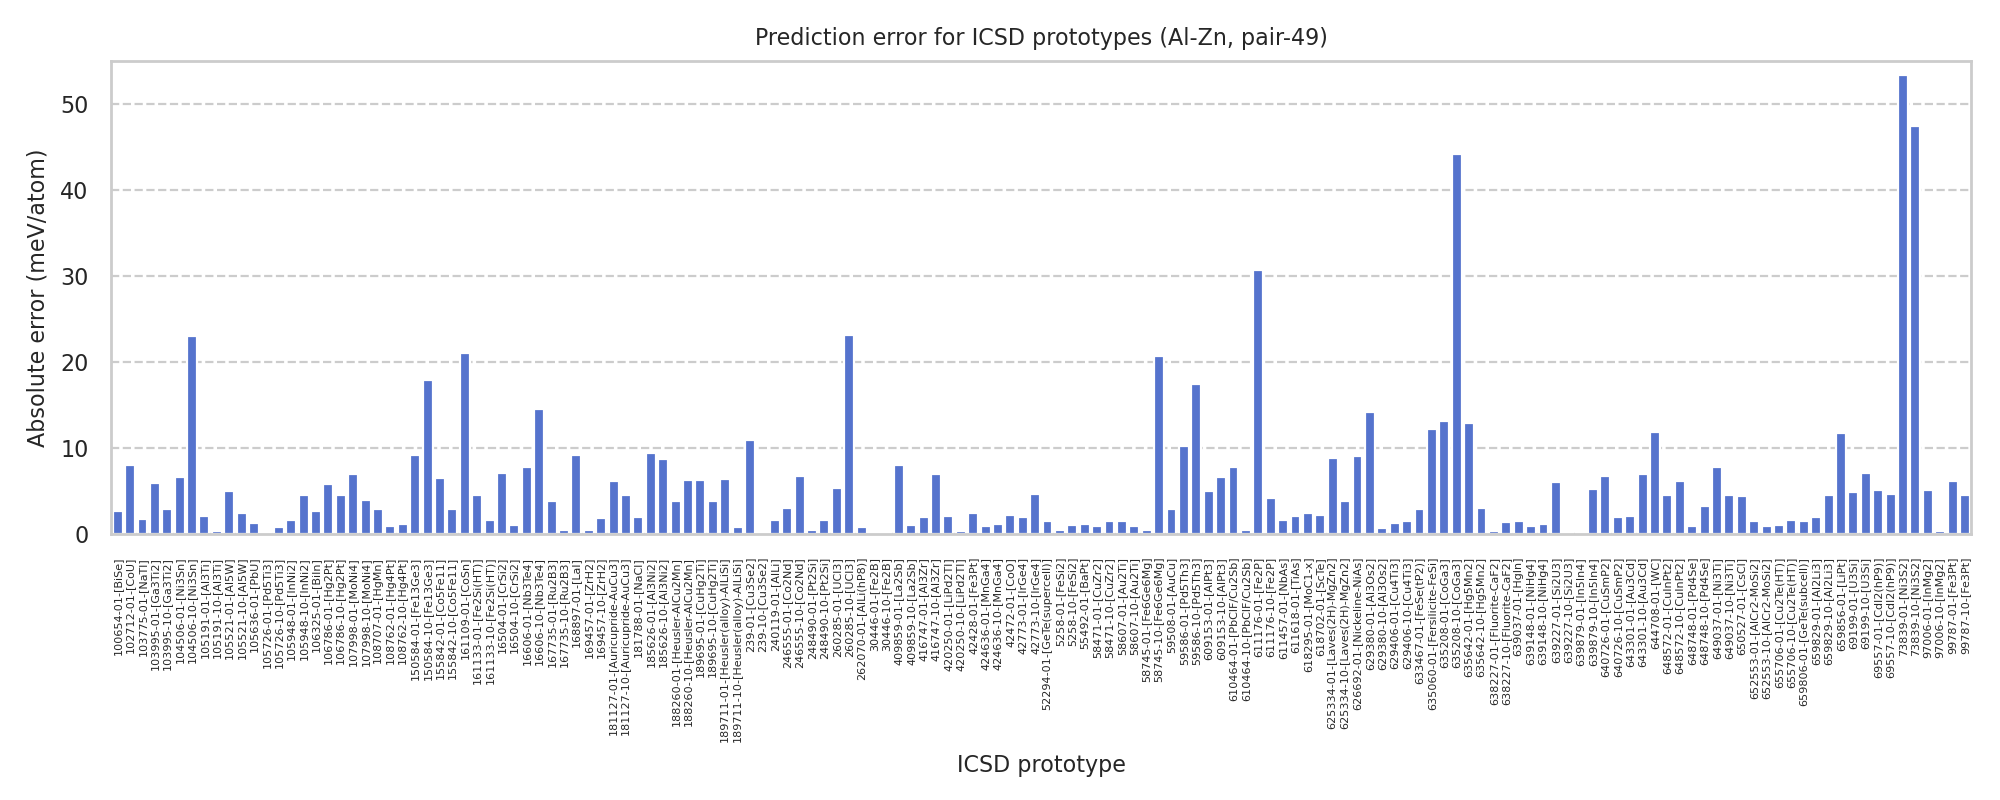 Prediction error for ICSD prototypes (Al-Zn, pair-49)
Absolute error (meV/atom)
50
40
30
20
10
0
100654-01-[BiSe]
102712-01-[CoU]
103775-01-[NaTl]
103995-01-[Ga3Ti2]
103995-10-[Ga3Ti2]
104506-01-[Ni3Sn]
104506-10-[Ni3Sn]
105191-01-[Al3Ti]
105191-10-[Al3Ti]
105521-01-[Al5W]
105521-10-[Al5W]
105636-01-[PbU]
105726-01-[Pd5Ti3]
105726-10-[Pd5Ti3]
105948-01-[InNi2]
105948-10-[InNi2]
106325-01-[BiIn]
106786-01-[Hg2Pt]
106786-10-[Hg2Pt]
107998-01-[MoNi4]
107998-10-[MoNi4]
108707-01-[HgMn]
108762-01-[Hg4Pt]
108762-10-[Hg4Pt]
150584-01-[Fe13Ge3]
150584-10-[Fe13Ge3]
155842-01-[Co5Fe11]
155842-10-[Co5Fe11]
161109-01-[CoSn]
161133-01-[Fe2Si(HT)]
161133-10-[Fe2Si(HT)]
16504-01-[CrSi2]
16504-10-[CrSi2]
16606-01-[Nb3Te4]
16606-10-[Nb3Te4]
167735-01-[Ru2B3]
167735-10-[Ru2B3]
168897-01-[LaI]
169457-01-[ZrH2]
169457-10-[ZrH2]
181127-01-[Auricupride-AuCu3]
181127-10-[Auricupride-AuCu3]
181788-01-[NaCl]
185626-01-[Al3Ni2]
185626-10-[Al3Ni2]
188260-01-[Heusler-AlCu2Mn]
188260-10-[Heusler-AlCu2Mn]
189695-01-[CuHg2Ti]
189695-10-[CuHg2Ti]
189711-01-[Heusler(alloy)-AlLiSi]
189711-10-[Heusler(alloy)-AlLiSi]
239-01-[Cu3Se2]
239-10-[Cu3Se2]
240119-01-[AlLi]
246555-01-[Co2Nd]
246555-10-[Co2Nd]
248490-01-[Pt2Si]
248490-10-[Pt2Si]
260285-01-[UCl3]
260285-10-[UCl3]
262070-01-[AlLi(hP8)]
30446-01-[Fe2B]
30446-10-[Fe2B]
409859-01-[La2Sb]
409859-10-[La2Sb]
416747-01-[Al3Zr]
416747-10-[Al3Zr]
420250-01-[LiPd2Tl]
420250-10-[LiPd2Tl]
42428-01-[Fe3Pt]
424636-01-[MnGa4]
424636-10-[MnGa4]
42472-01-[CoO]
42773-01-[IrGe4]
42773-10-[IrGe4]
52294-01-[GeTe(supercell)]
5258-01-[FeSi2]
5258-10-[FeSi2]
55492-01-[BaPt]
58471-01-[CuZr2]
58471-10-[CuZr2]
58607-01-[Au2Ti]
58607-10-[Au2Ti]
58745-01-[Fe6Ge6Mg]
58745-10-[Fe6Ge6Mg]
59508-01-[AuCu]
59586-01-[Pd5Th3]
59586-10-[Pd5Th3]
609153-01-[AlPt3]
609153-10-[AlPt3]
610464-01-[PbClF/Cu2Sb]
610464-10-[PbClF/Cu2Sb]
611176-01-[Fe2P]
611176-10-[Fe2P]
611457-01-[NbAs]
611618-01-[TiAs]
618295-01-[MoC1-x]
618702-01-[ScTe]
625334-01-[Laves(2H)-MgZn2]
625334-10-[Laves(2H)-MgZn2]
626692-01-[Nickeline-NiAs]
629380-01-[Al3Os2]
629380-10-[Al3Os2]
629406-01-[Cu4Ti3]
629406-10-[Cu4Ti3]
633467-01-[FeSe(tP2)]
635060-01-[Fersilicite-FeSi]
635208-01-[CoGa3]
635208-10-[CoGa3]
635642-01-[Hg5Mn2]
635642-10-[Hg5Mn2]
638227-01-[Fluorite-CaF2]
638227-10-[Fluorite-CaF2]
639037-01-[HgIn]
639148-01-[NiHg4]
639148-10-[NiHg4]
639227-01-[Si2U3]
639227-10-[Si2U3]
639879-01-[In5In4]
639879-10-[In5In4]
640726-01-[CuSmP2]
640726-10-[CuSmP2]
643301-01-[Au3Cd]
643301-10-[Au3Cd]
644708-01-[WC]
648572-01-[CuInPt2]
648572-10-[CuInPt2]
648748-01-[Pd4Se]
648748-10-[Pd4Se]
649037-01-[Ni3Ti]
649037-10-[Ni3Ti]
650527-01-[CsCl]
652553-01-[AlCr2-MoSi2]
652553-10-[AlCr2-MoSi2]
655706-01-[Cu2Te(HT)]
655706-10-[Cu2Te(HT)]
659806-01-[GeTe(subcell)]
659829-01-[Al2Li3]
659829-10-[Al2Li3]
659856-01-[LiPt]
69199-01-[U3Si]
69199-10-[U3Si]
69557-01-[CdI2(hP9)]
69557-10-[CdI2(hP9)]
73839-01-[Ni3S2]
73839-10-[Ni3S2]
97006-01-[InMg2]
97006-10-[InMg2]
99787-01-[Fe3Pt]
99787-10-[Fe3Pt]
ICSD prototype